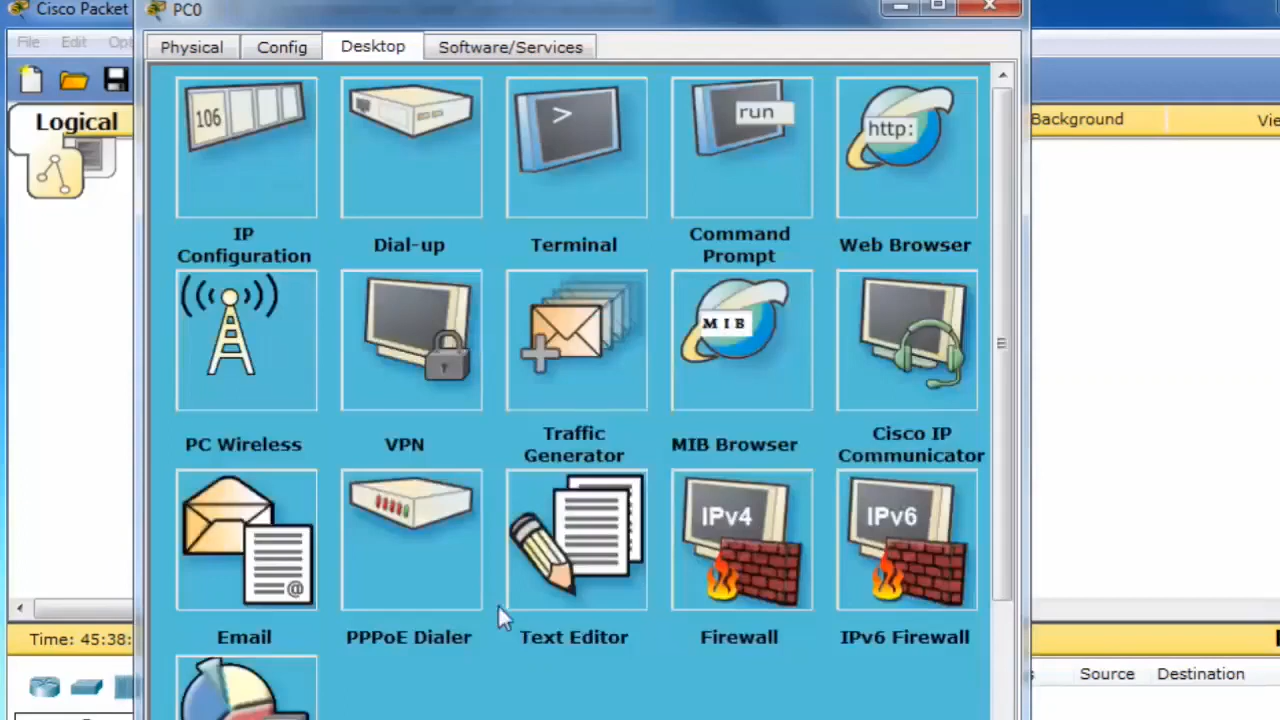 Cisco Packet
PC0
File Edit Opt
Physical Config Desktop Software/Services
Logical
Background
Vie
106
>
run
http:
IP
Configuration
Dial-up
Terminal
Command
Prompt
Web Browser
MIB
PC Wireless
VPN
Traffic
Generator
MIB Browser
Cisco IP
Communicator
@
IPv4
IPv6
Email
PPPoE Dialer
Text Editor
Firewall
IPv6 Firewall
Time: 45:38:
Source Destination